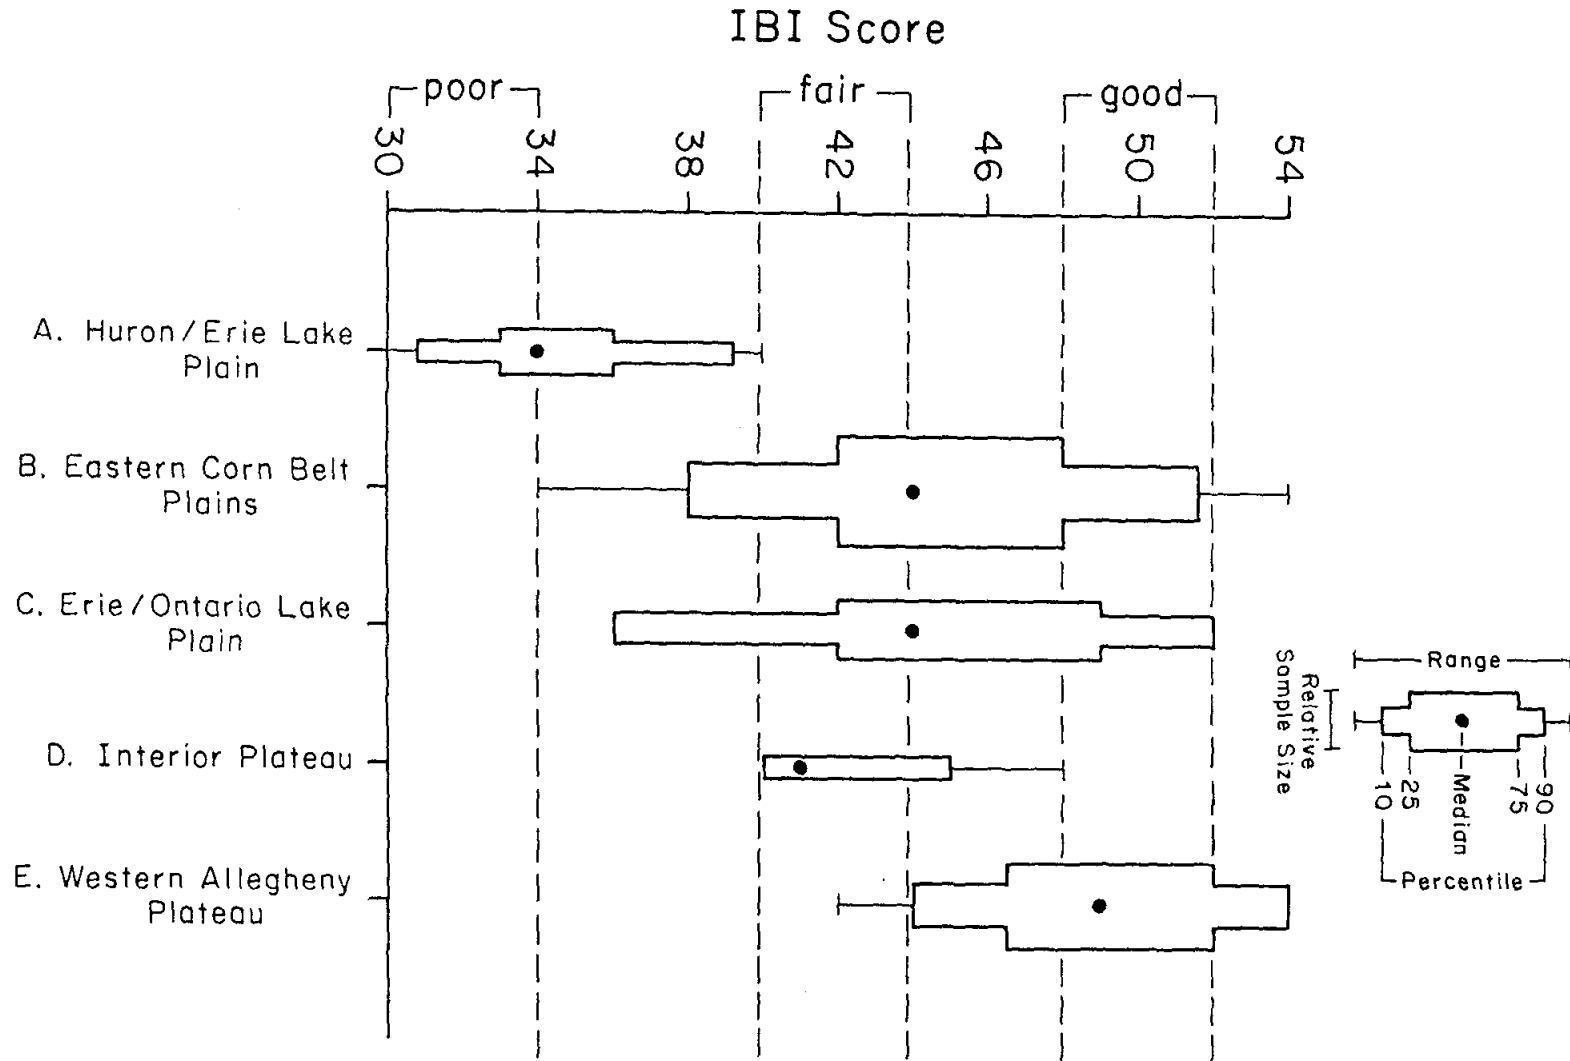 IBI Score
poor fair good
30 34 38 42 46 50 54
A. Huron/Erie Lake
Plain
B. Eastern Corn Belt
Plains
C. Erie/Ontario Lake
Plain
D. Interior Plateau
E. Western Allegheny
Plateau
Range
Relative
Sample Size
10 25 Median 75 90
Percentile